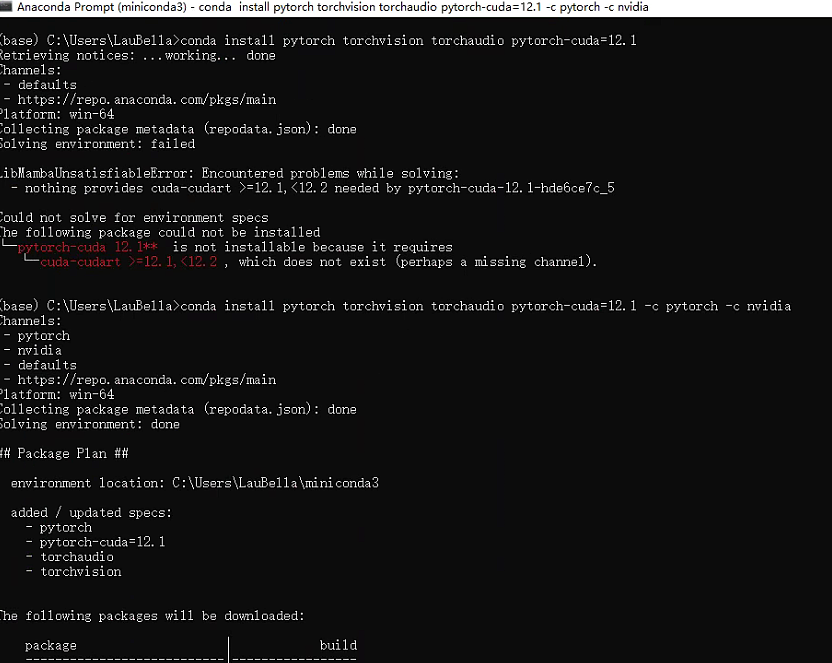 Anaconda Prompt (miniconda3) - conda  install pytorch torchvision torchaudio pytorch-cuda=12.1 -c pytorch -c nvidia
(base) C:\Users\LauBella>conda install pytorch torchvision torchaudio pytorch-cuda=12.1
Retrieving notices: ...working... done
Channels:
 - defaults
 - https://repo.anaconda.com/pkgs/main
Platform: win-64
Collecting package metadata (repodata.json): done
Solving environment: failed
LibMambaUnsatisfiableError: Encountered problems while solving:
  - nothing provides cuda-cudart >=12.1,<12.2 needed by pytorch-cuda-12.1-hde6ce7c_5
Could not solve for environment specs
The following package could not be installed
└─pytorch-cuda 12.1**  is not installable because it requires
  └─cuda-cudart >=12.1,<12.2 , which does not exist (perhaps a missing channel).
(base) C:\Users\LauBella>conda install pytorch torchvision torchaudio pytorch-cuda=12.1 -c pytorch -c nvidia
Channels:
 - pytorch
 - nvidia
 - defaults
 - https://repo.anaconda.com/pkgs/main
Platform: win-64
Collecting package metadata (repodata.json): done
Solving environment: done
## Package Plan ##
  environment location: C:\Users\LauBella\miniconda3
  added / updated specs:
    - pytorch
    - pytorch-cuda=12.1
    - torchaudio
    - torchvision
The following packages will be downloaded:
    package                    |            build
    ---------------------------|-----------------